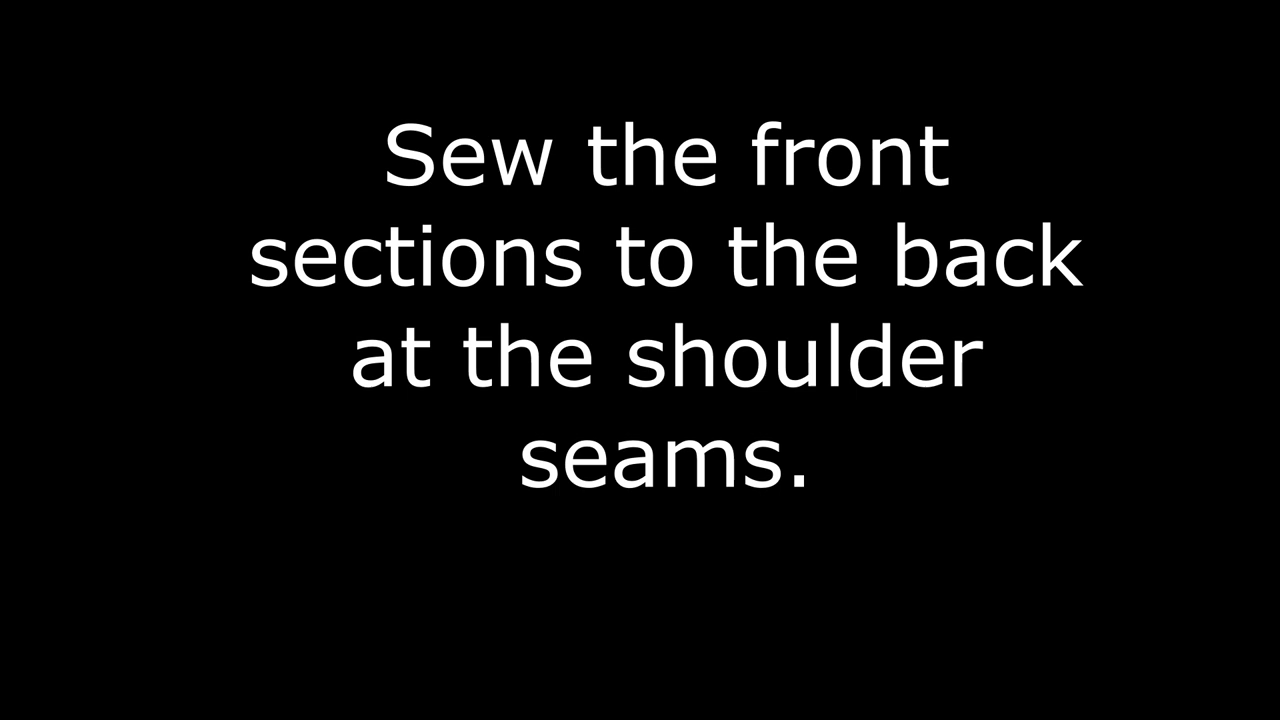 Sew the front
sections to the back
at the shoulder
seams.